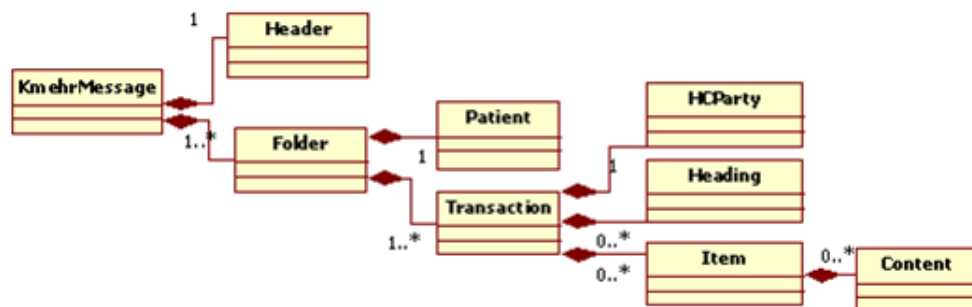 1
Header
KmehrMessage
HCParty
Patient
1..*
Folder
1
1
Heading
Transaction
1..*
0..*
0..*
0..*
Item
Content